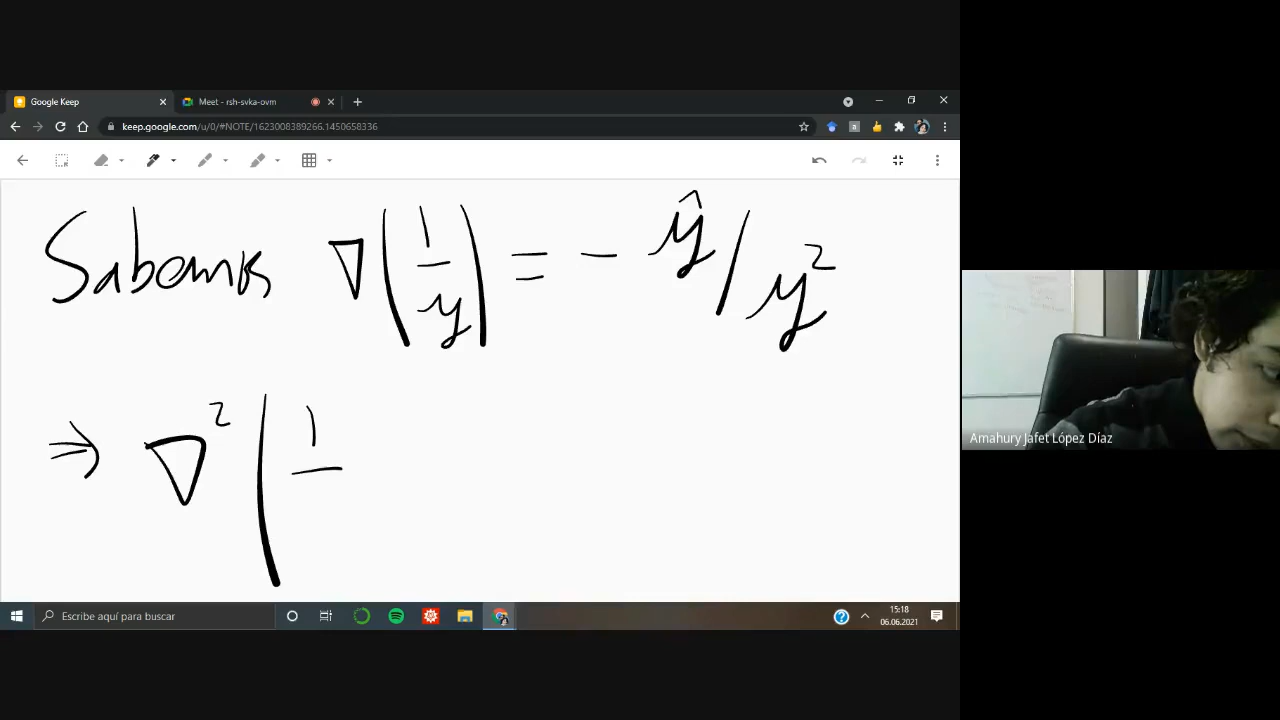 Google Keep
Meet - rsh-svka-ovm
keep.google.com/u/0/#NOTE/1623008389266.1450658336
Sabemos ∇(1/y) = - ŷ/y²
⇒ ∇² (1/
Amahury Jafet López Díaz
Escribe aquí para buscar
15:18
06.06.2021